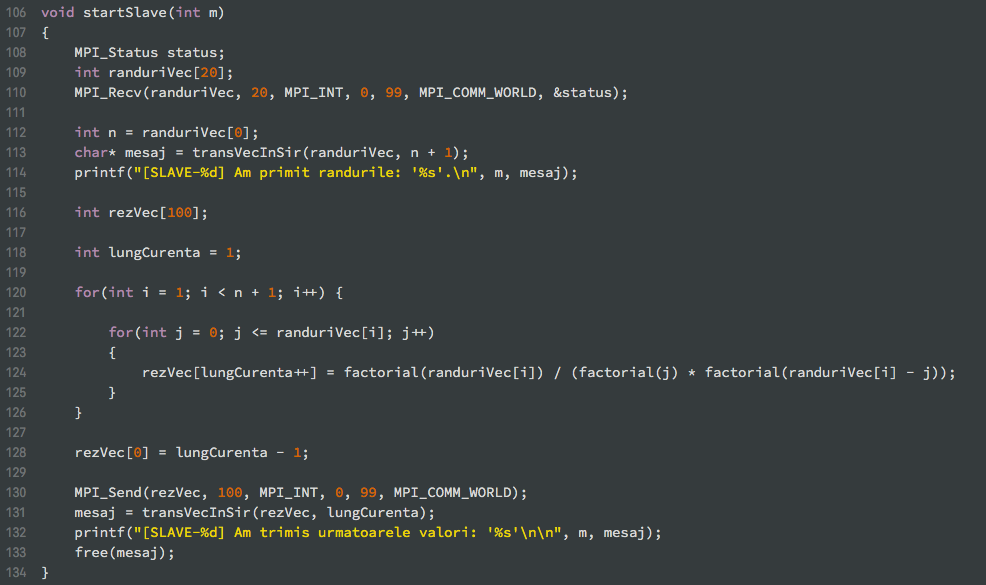 106 void startSlave(int m)
107 {
108     MPI_Status status;
109     int randuriVec[20];
110     MPI_Recv(randuriVec, 20, MPI_INT, 0, 99, MPI_COMM_WORLD, &status);
111
112     int n = randuriVec[0];
113     char* mesaj = transVecInSir(randuriVec, n + 1);
114     printf("[SLAVE-%d] Am primit randurile: '%s'.\n", m, mesaj);
115
116     int rezVec[100];
117
118     int lungCurenta = 1;
119
120     for(int i = 1; i < n + 1; i++) {
121
122         for(int j = 0; j <= randuriVec[i]; j++)
123         {
124             rezVec[lungCurenta++] = factorial(randuriVec[i]) / (factorial(j) * factorial(randuriVec[i] - j));
125         }
126     }
127
128     rezVec[0] = lungCurenta - 1;
129
130     MPI_Send(rezVec, 100, MPI_INT, 0, 99, MPI_COMM_WORLD);
131     mesaj = transVecInSir(rezVec, lungCurenta);
132     printf("[SLAVE-%d] Am trimis urmatoarele valori: '%s'\n\n", m, mesaj);
133     free(mesaj);
134 }